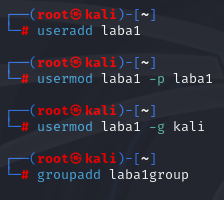 ┌──(root㉿kali)-[~]
└─# useradd laba1
┌──(root㉿kali)-[~]
└─# usermod laba1 -p laba1
┌──(root㉿kali)-[~]
└─# usermod laba1 -g kali
┌──(root㉿kali)-[~]
└─# groupadd laba1group